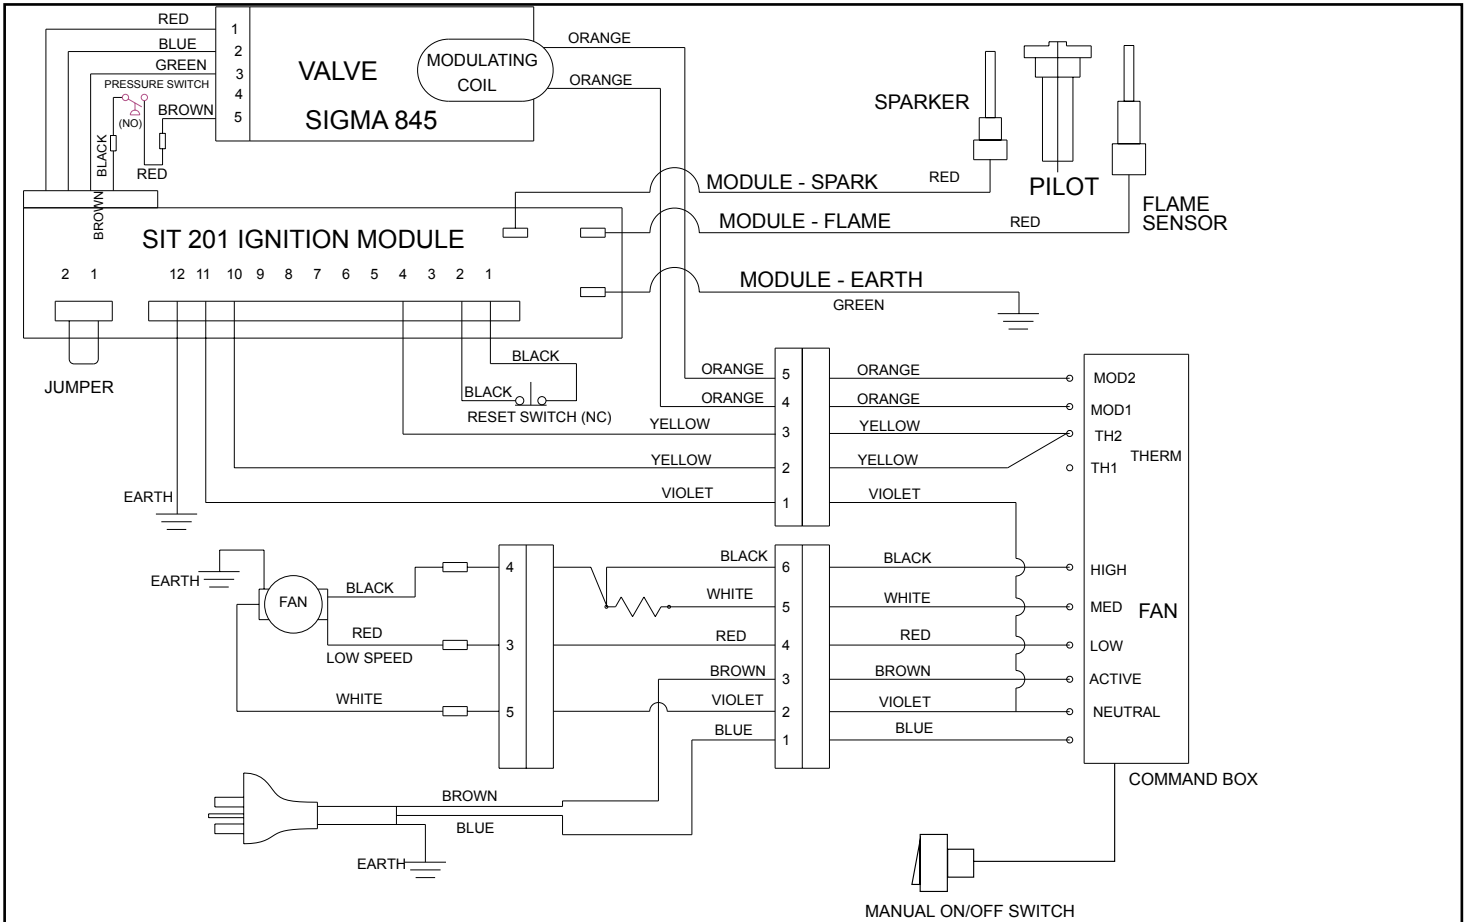 RED
1
BLUE
2
GREEN
3
PRESSURE SWITCH
4
(NO)
BROWN
5
BLACK
RED
VALVE
SIGMA 845
MODULATING
COIL
ORANGE
ORANGE
SPARKER
PILOT
FLAME
SENSOR
MODULE - SPARK
RED
MODULE - FLAME
RED
MODULE - EARTH
GREEN
BROWN
SIT 201 IGNITION MODULE
2 1
12 11 10 9 8 7 6 5 4 3 2 1
JUMPER
BLACK
BLACK
RESET SWITCH (NC)
ORANGE 5 ORANGE MOD2
ORANGE 4 ORANGE MOD1
YELLOW 3 YELLOW TH2
THERM
YELLOW 2 YELLOW TH1
EARTH
VIOLET 1 VIOLET
EARTH
FAN
BLACK
4
BLACK 6 BLACK HIGH
WHITE 5 WHITE MED
FAN
RED
LOW SPEED
3
RED 4 RED LOW
BROWN 3 BROWN ACTIVE
WHITE
5
VIOLET 2 VIOLET NEUTRAL
BLUE 1 BLUE
COMMAND BOX
BROWN
BLUE
EARTH
MANUAL ON/OFF SWITCH